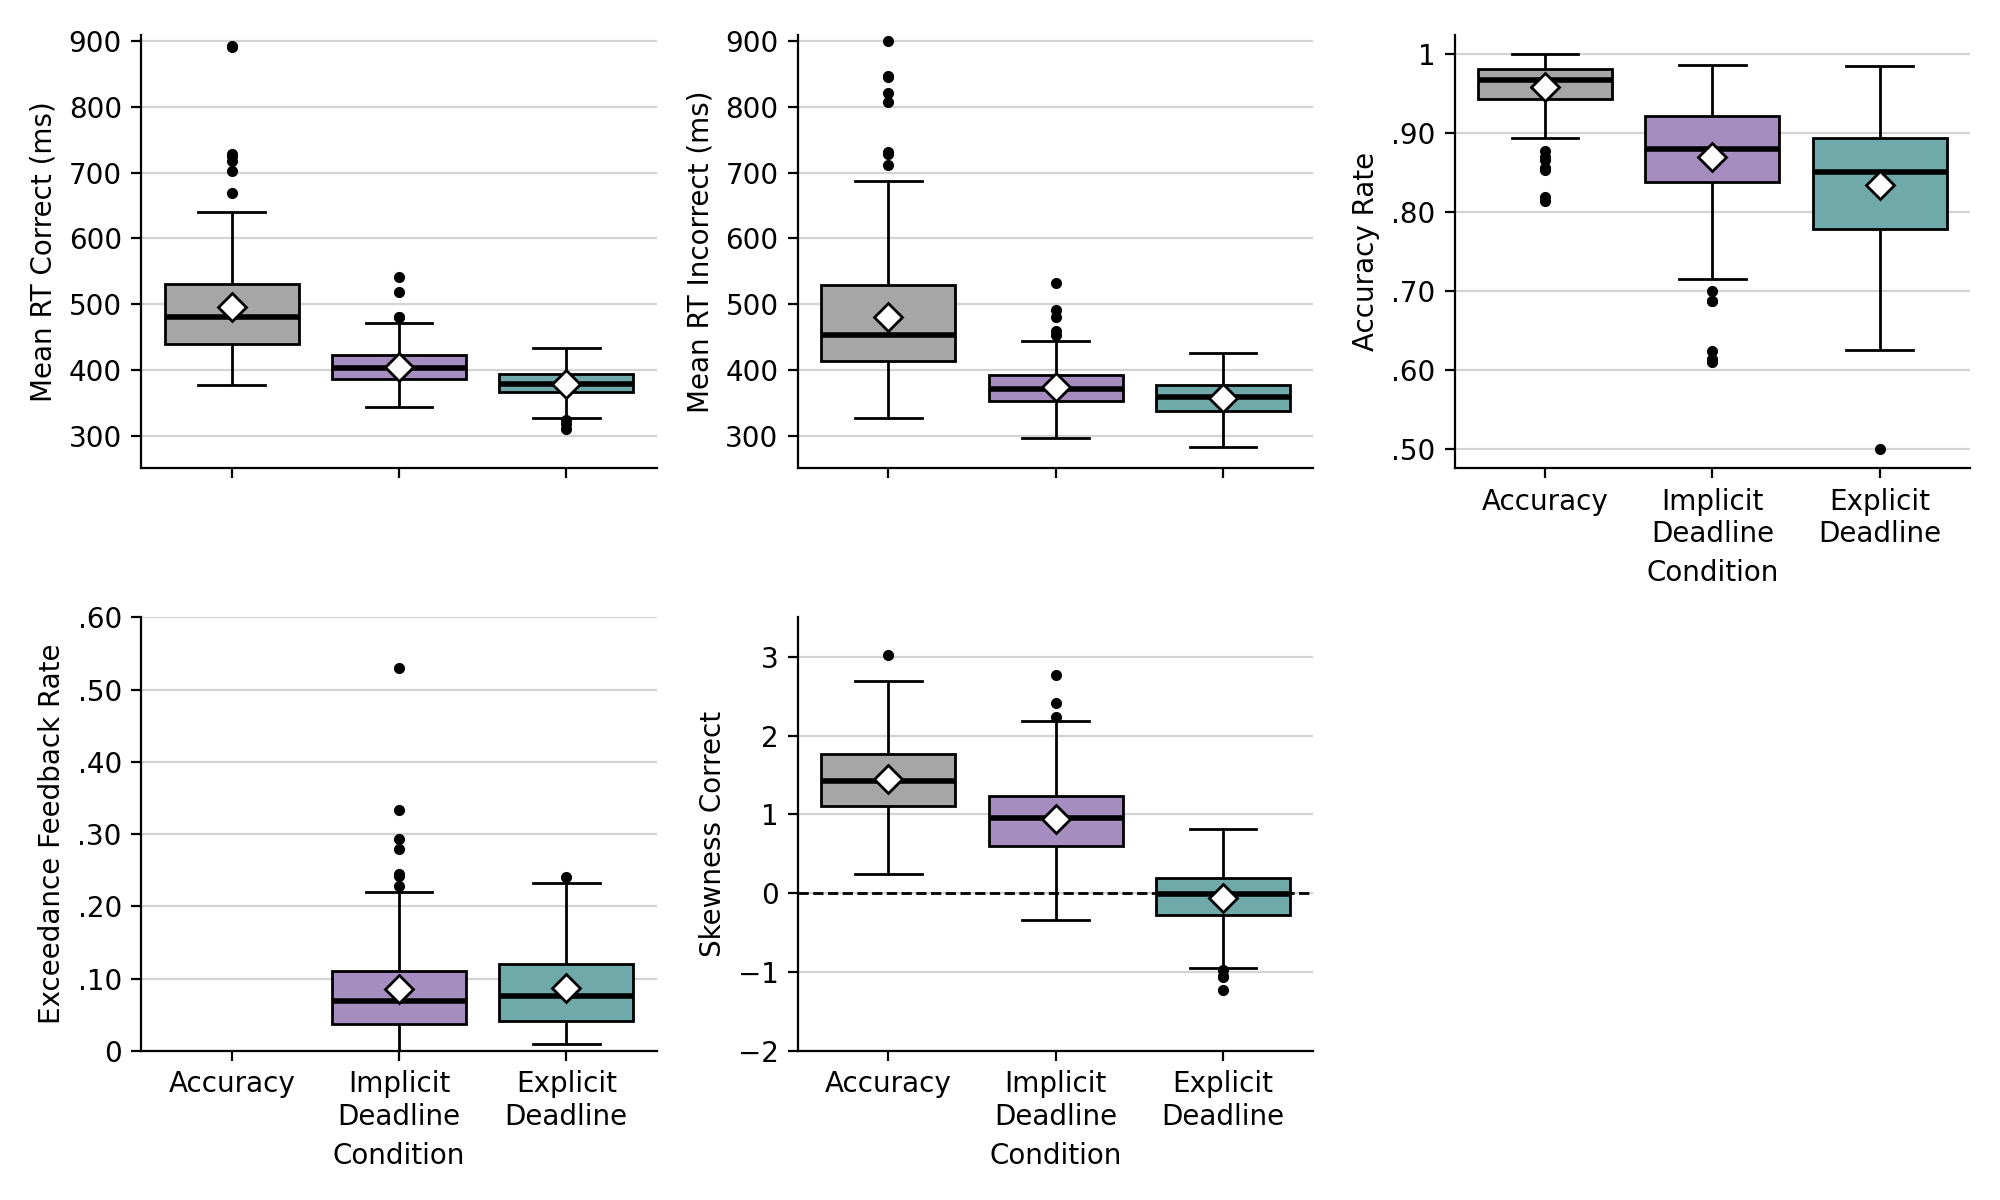 Mean RT Correct (ms)
900
800
700
600
500
400
300
Mean RT Incorrect (ms)
900
800
700
600
500
400
300
Accuracy Rate
1
.90
.80
.70
.60
.50
Accuracy
Implicit
Deadline
Explicit
Deadline
Condition
Exceedance Feedback Rate
.60
.50
.40
.30
.20
.10
0
Accuracy
Implicit
Deadline
Explicit
Deadline
Condition
Skewness Correct
3
2
1
0
−1
−2
Accuracy
Implicit
Deadline
Explicit
Deadline
Condition